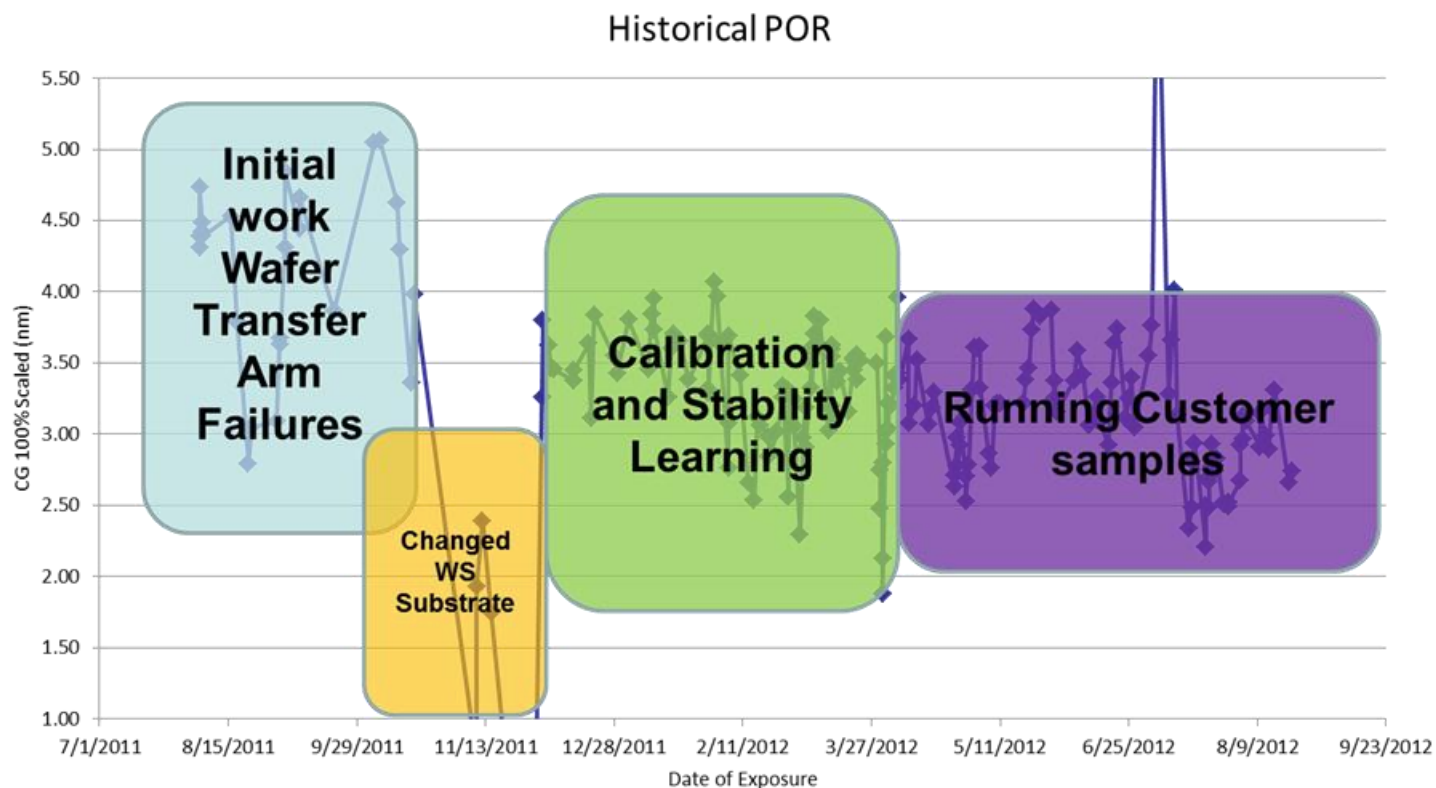 Historical POR
5.50
5.00
4.50
4.00
3.50
3.00
2.50
2.00
1.50
1.00
CG 100% Scaled (nm)
Initial
work
Wafer
Transfer
Arm
Failures
Changed
WS
Substrate
Calibration
and Stability
Learning
Running Customer
samples
7/1/2011 8/15/2011 9/29/2011 11/13/2011 12/28/2011 2/11/2012 3/27/2012 5/11/2012 6/25/2012 8/9/2012 9/23/2012
Date of Exposure